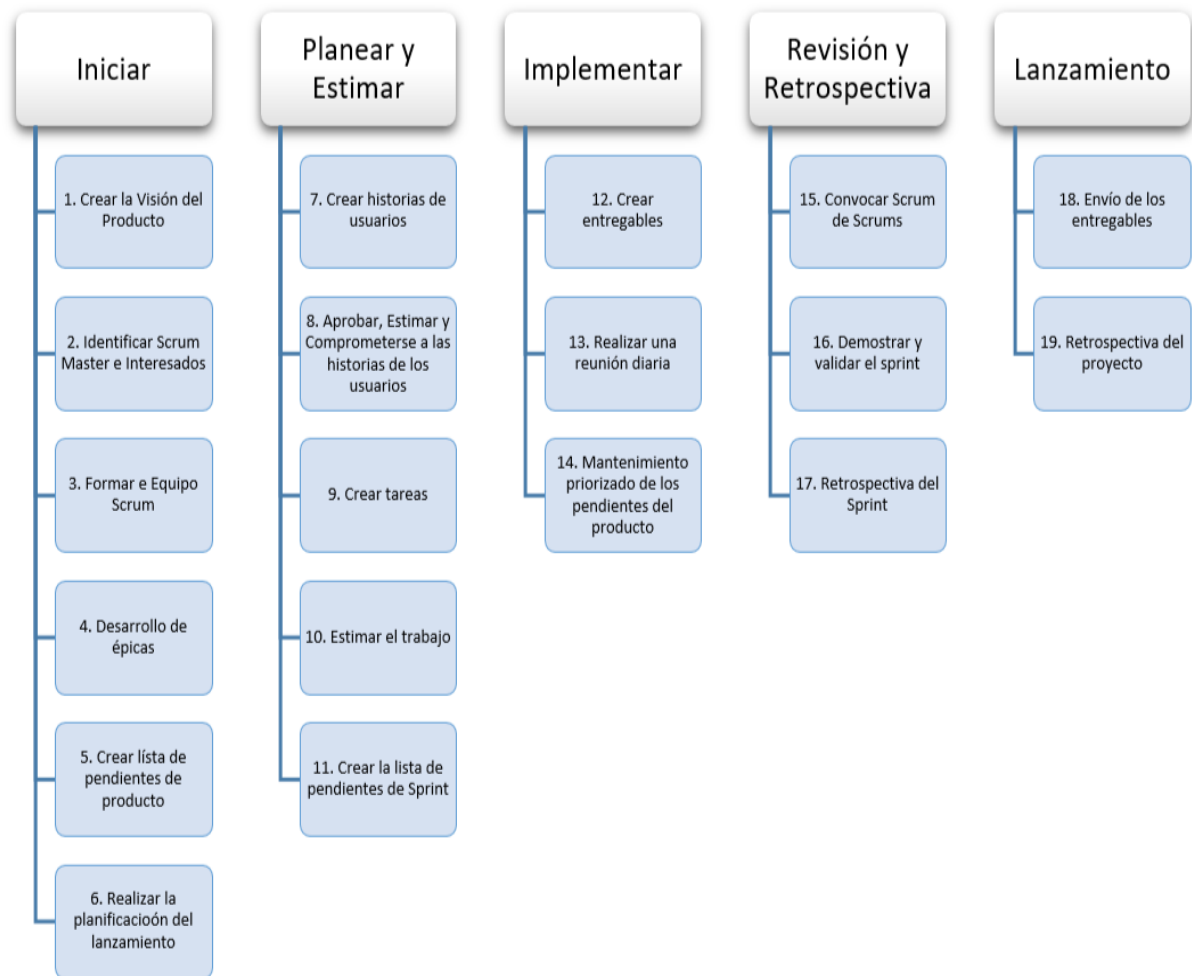 Iniciar
1. Crear la Visión del
Producto
2. Identificar Scrum
Master e Interesados
3. Formar e Equipo
Scrum
4. Desarrollo de
épicas
5. Crear lísta de
pendientes de
producto
6. Realizar la
planificacioón del
lanzamiento
Planear y
Estimar
7. Crear historias de
usuarios
8. Aprobar, Estimar y
Comprometerse a las
historias de los
usuarios
9. Crear tareas
10. Estimar el trabajo
11. Crear la lista de
pendientes de Sprint
Implementar
12. Crear
entregables
13. Realizar una
reunión diaria
14. Mantenimiento
priorizado de los
pendientes del
producto
Revisión y
Retrospectiva
15. Convocar Scrum
de Scrums
16. Demostrar y
validar el sprint
17. Retrospectiva del
Sprint
Lanzamiento
18. Envío de los
entregables
19. Retrospectiva del
proyecto